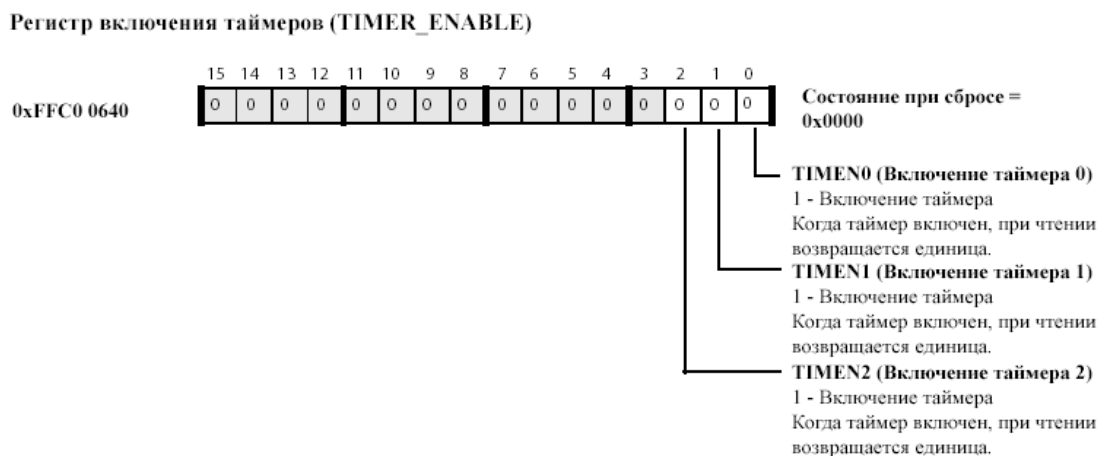 Регистр включения таймеров (TIMER_ENABLE)
15 14 13 12 11 10 9 8 7 6 5 4 3 2 1 0
0xFFC0 0640
0 0 0 0 0 0 0 0 0 0 0 0 0 0 0 0
Состояние при сбросе =
0x0000
TIMEN0 (Включение таймера 0)
1 - Включение таймера
Когда таймер включен, при чтении
возвращается единица.
TIMEN1 (Включение таймера 1)
1 - Включение таймера
Когда таймер включен, при чтении
возвращается единица.
TIMEN2 (Включение таймера 2)
1 - Включение таймера
Когда таймер включен, при чтении
возвращается единица.